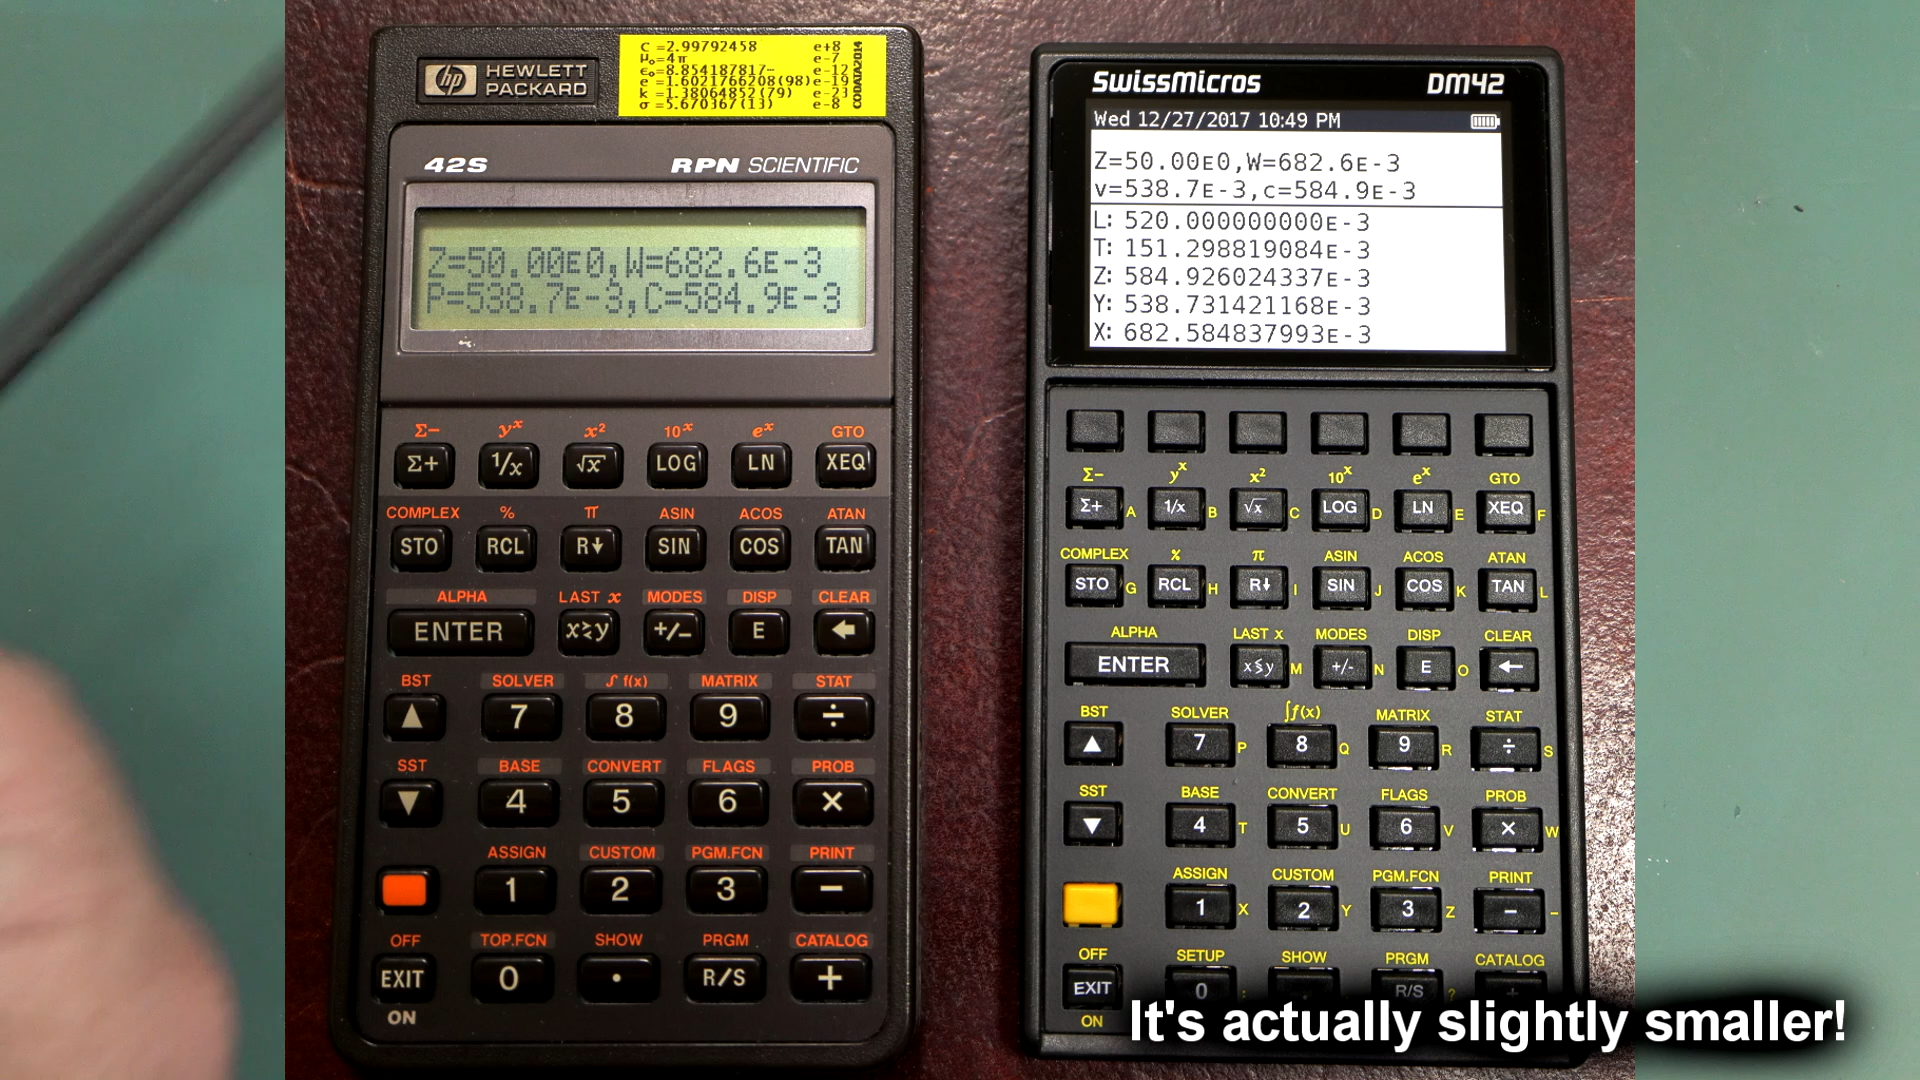 hp HEWLETT
PACKARD
C =2.99792458 e+8
μ₀=4π e-7
ε₀=8.854187817⋯ e-12
e =1.6021766208(98)e-19
k =1.38064852(79) e-23
σ =5.670367(13) e-8
CODATA2014
42S RPN SCIENTIFIC
Z=50.00E0,W=682.6E-3
P=538.7E-3,C=584.9E-3
Σ− yˣ x² 10ˣ eˣ GTO
Σ+ 1/x √x LOG LN XEQ
COMPLEX % π ASIN ACOS ATAN
STO RCL R↓ SIN COS TAN
ALPHA LAST x MODES DISP CLEAR
ENTER x≷y +/− E ←
BST SOLVER ∫f(x) MATRIX STAT
▲ 7 8 9 ÷
SST BASE CONVERT FLAGS PROB
▼ 4 5 6 ×
ASSIGN CUSTOM PGM.FCN PRINT
1 2 3 −
OFF TOP.FCN SHOW PRGM CATALOG
EXIT 0 · R/S +
ON
SwissMicros DM42
Wed 12/27/2017 10:49 PM
Z=50.00E0,W=682.6E-3
v=538.7E-3,c=584.9E-3
L: 520.000000000E-3
T: 151.298819084E-3
Z: 584.926024337E-3
Y: 538.731421168E-3
X: 682.584837993E-3
Σ− yˣ x² 10ˣ eˣ GTO
Σ+ A 1/x B √x C LOG D LN E XEQ F
COMPLEX % π ASIN ACOS ATAN
STO G RCL H R↓ I SIN J COS K TAN L
ALPHA LAST x MODES DISP CLEAR
ENTER x≶y M +/- N E O ←
BST SOLVER ∫f(x) MATRIX STAT
▲ 7 P 8 Q 9 R ÷ S
SST BASE CONVERT FLAGS PROB
▼ 4 T 5 U 6 V × W
ASSIGN CUSTOM PGM.FCN PRINT
1 X 2 Y 3 Z − −
OFF SETUP SHOW PRGM CATALOG
EXIT 0 : R/S ? +
ON
It's actually slightly smaller!